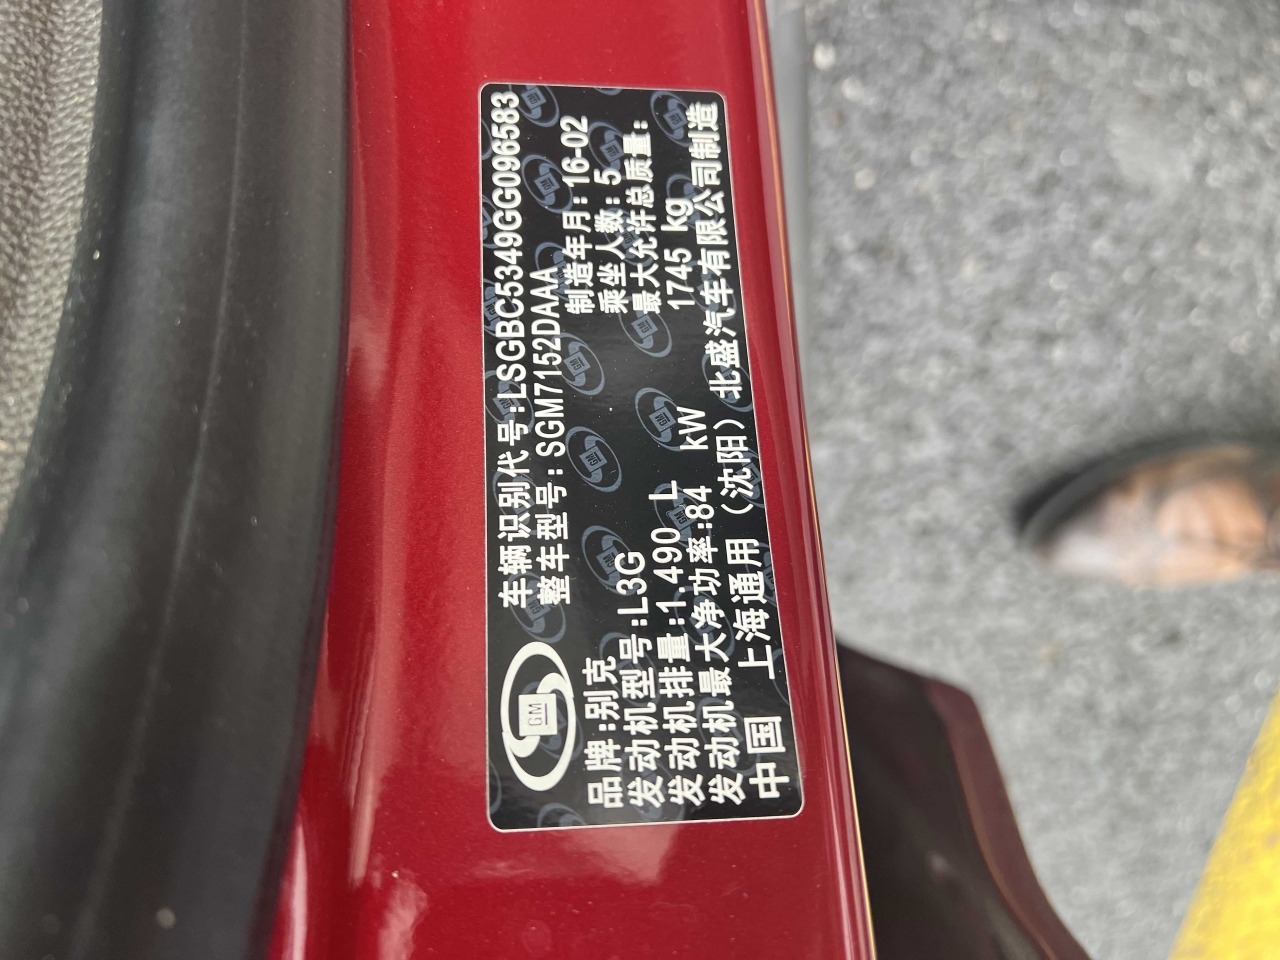 车辆识别代号:LSGBC5349GG096583
整车型号:SGM7152DAAA
GM
品牌:别克
制造年月:16-02
发动机型号:L3G
乘坐人数:5
发动机排量:1.490 L
最大允许总质量:
发动机最大净功率:84 kW
1745 kg
中国 上海通用（沈阳）北盛汽车有限公司制造